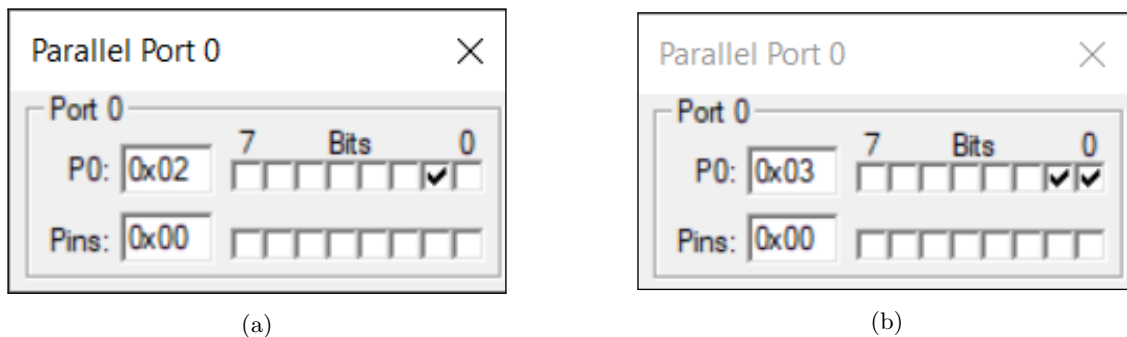 Parallel Port 0
Port 0
7 Bits 0
P0: 0x02
Pins: 0x00
(a)
Parallel Port 0
Port 0
7 Bits 0
P0: 0x03
Pins: 0x00
(b)